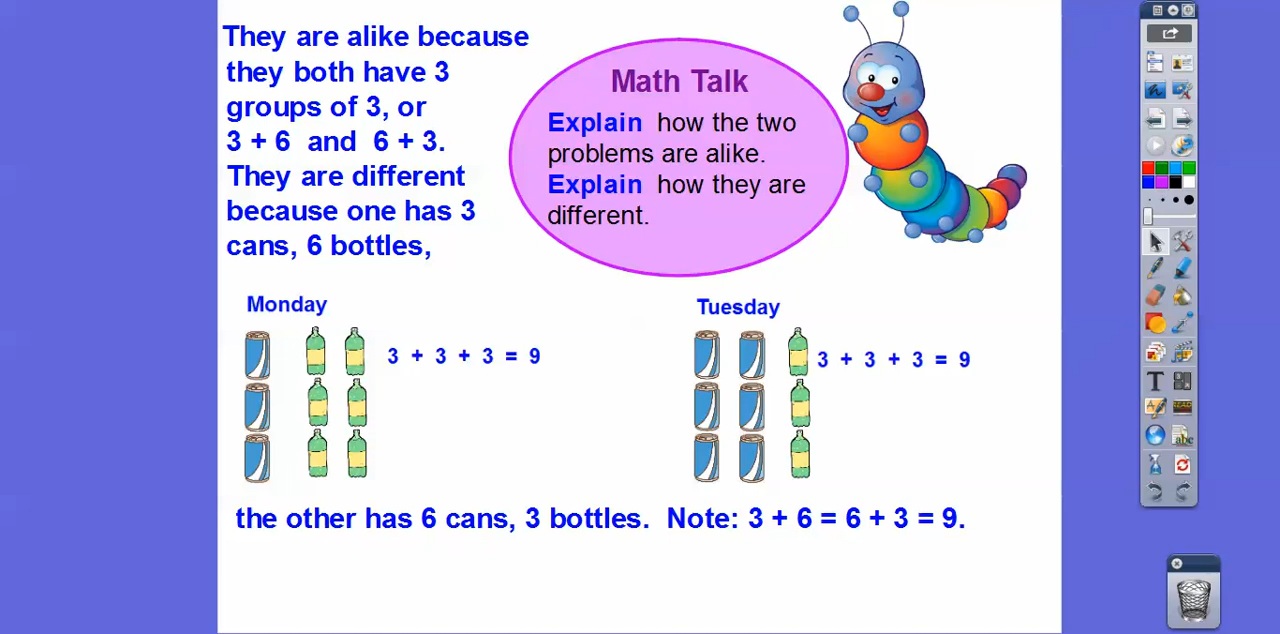 They are alike because
they both have 3
groups of 3, or
3 + 6 and 6 + 3.
They are different
because one has 3
cans, 6 bottles,
Math Talk
Explain how the two
problems are alike.
Explain how they are
different.
Monday
3 + 3 + 3 = 9
Tuesday
3 + 3 + 3 = 9
the other has 6 cans, 3 bottles. Note: 3 + 6 = 6 + 3 = 9.